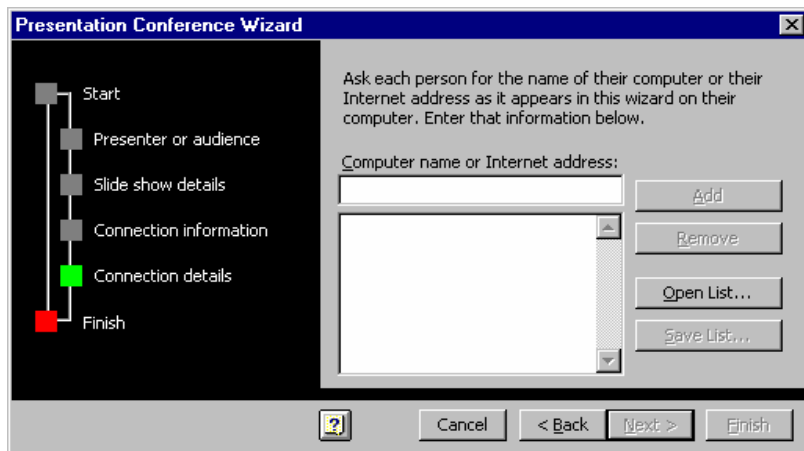 Presentation Conference Wizard
Start
Presenter or audience
Slide show details
Connection information
Connection details
Finish
Ask each person for the name of their computer or their
Internet address as it appears in this wizard on their
computer. Enter that information below.
Computer name or Internet address:
Add
Remove
Open List...
Save List...
Cancel
< Back
Next >
Finish